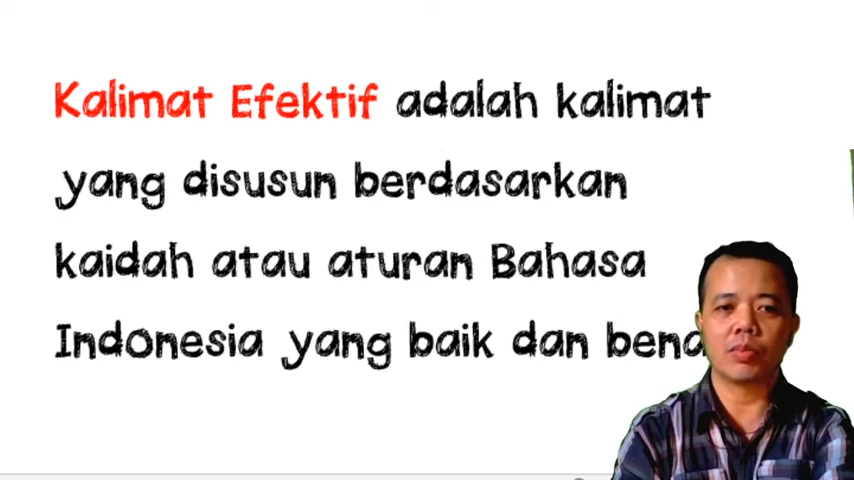 Kalimat Efektif adalah kalimat
yang disusun berdasarkan
kaidah atau aturan Bahasa
Indonesia yang baik dan